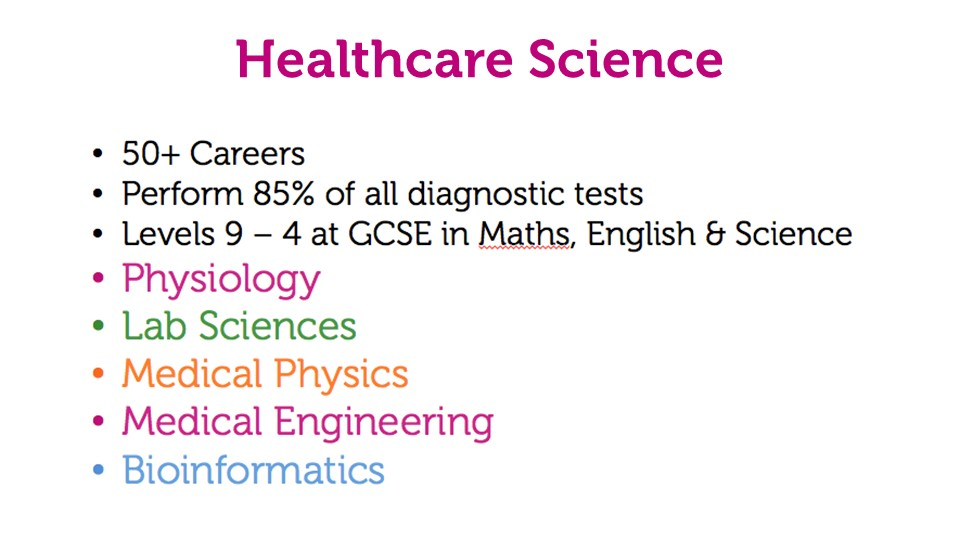 Healthcare Science
• 50+ Careers
• Perform 85% of all diagnostic tests
• Levels 9 – 4 at GCSE in Maths, English & Science
• Physiology
• Lab Sciences
• Medical Physics
• Medical Engineering
• Bioinformatics